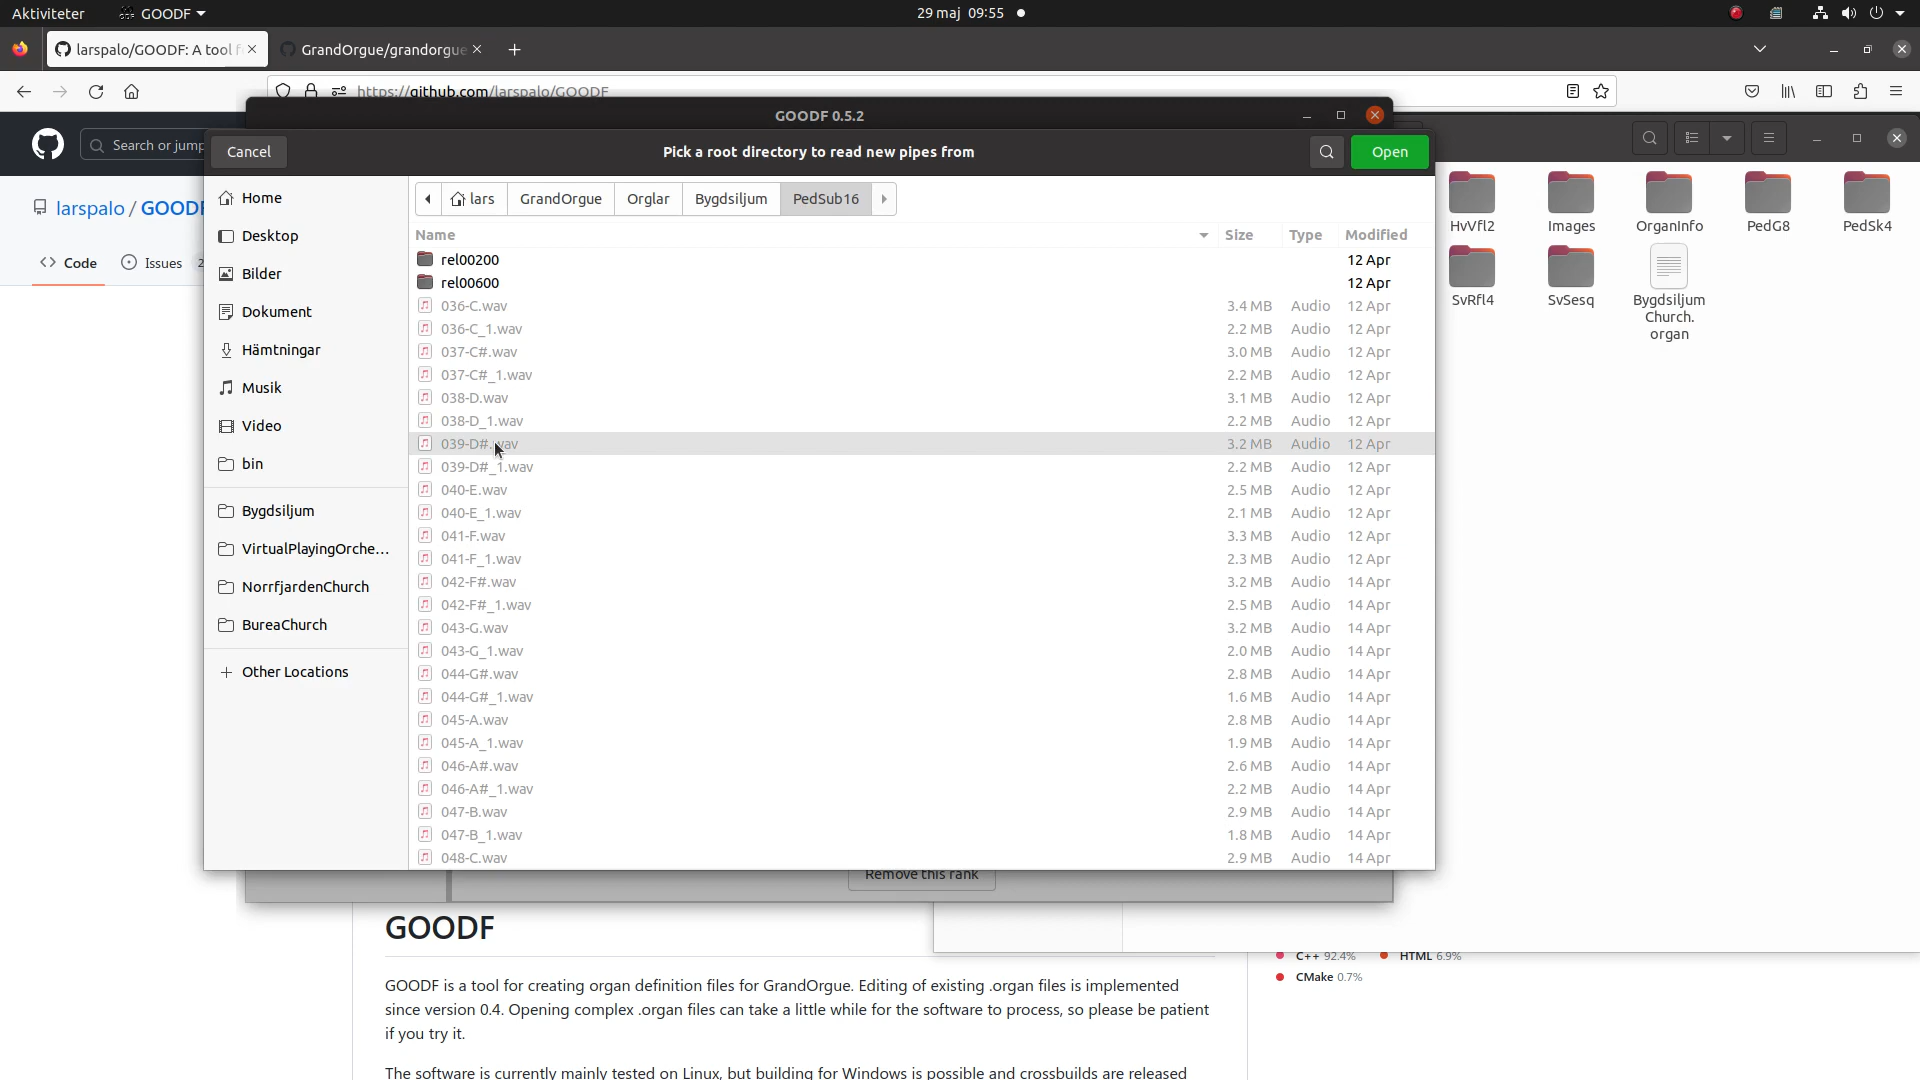 Aktiviteter
GOODF
29 maj 09:55
larspalo/GOODF: A tool f
GrandOrgue/grandorgue
https://github.com/larspalo/GOODF
GOODF 0.5.2
Search or jump
Cancel
Pick a root directory to read new pipes from
Open
larspalo / GOODF
Code
Issues 2
Home
Desktop
Bilder
Dokument
Hämtningar
Musik
Video
bin
Bygdsiljum
VirtualPlayingOrche...
NorrfjardenChurch
BureaChurch
Other Locations
lars
GrandOrgue
Orglar
Bygdsiljum
PedSub16
Name Size Type Modified
rel00200 12 Apr
rel00600 12 Apr
036-C.wav 3.4 MB Audio 12 Apr
036-C_1.wav 2.2 MB Audio 12 Apr
037-C#.wav 3.0 MB Audio 12 Apr
037-C#_1.wav 2.2 MB Audio 12 Apr
038-D.wav 3.1 MB Audio 12 Apr
038-D_1.wav 2.2 MB Audio 12 Apr
039-D#.wav 3.2 MB Audio 12 Apr
039-D#_1.wav 2.2 MB Audio 12 Apr
040-E.wav 2.5 MB Audio 12 Apr
040-E_1.wav 2.1 MB Audio 12 Apr
041-F.wav 3.3 MB Audio 12 Apr
041-F_1.wav 2.3 MB Audio 12 Apr
042-F#.wav 3.2 MB Audio 14 Apr
042-F#_1.wav 2.5 MB Audio 14 Apr
043-G.wav 3.2 MB Audio 14 Apr
043-G_1.wav 2.0 MB Audio 14 Apr
044-G#.wav 2.8 MB Audio 14 Apr
044-G#_1.wav 1.6 MB Audio 14 Apr
045-A.wav 2.8 MB Audio 14 Apr
045-A_1.wav 1.9 MB Audio 14 Apr
046-A#.wav 2.6 MB Audio 14 Apr
046-A#_1.wav 2.2 MB Audio 14 Apr
047-B.wav 2.9 MB Audio 14 Apr
047-B_1.wav 1.8 MB Audio 14 Apr
048-C.wav 2.9 MB Audio 14 Apr
HvVfl2
Images
OrganInfo
PedG8
PedSk4
SvRfl4
SvSesq
Bygdsiljum
Church.
organ
Remove this rank
GOODF
GOODF is a tool for creating organ definition files for GrandOrgue. Editing of existing .organ files is implemented
since version 0.4. Opening complex .organ files can take a little while for the software to process, so please be patient
if you try it.
The software is currently mainly tested on Linux, but building for Windows is possible and crossbuilds are released
C++ 92.4%
HTML 6.9%
CMake 0.7%